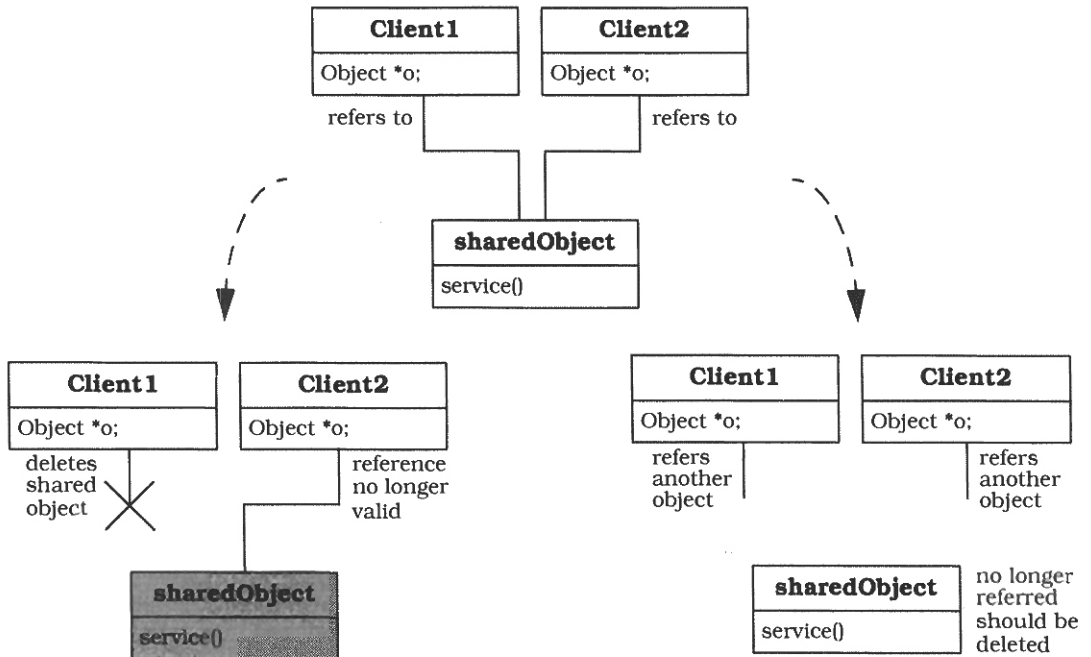 Client1
Client2
Object *o;
Object *o;
refers to
refers to
sharedObject
service()
Client1
Client2
Object *o;
Object *o;
deletes
shared
object
reference
no longer
valid
sharedObject
service()
Client1
Client2
Object *o;
Object *o;
refers
another
object
refers
another
object
sharedObject
service()
no longer
referred
should be
deleted